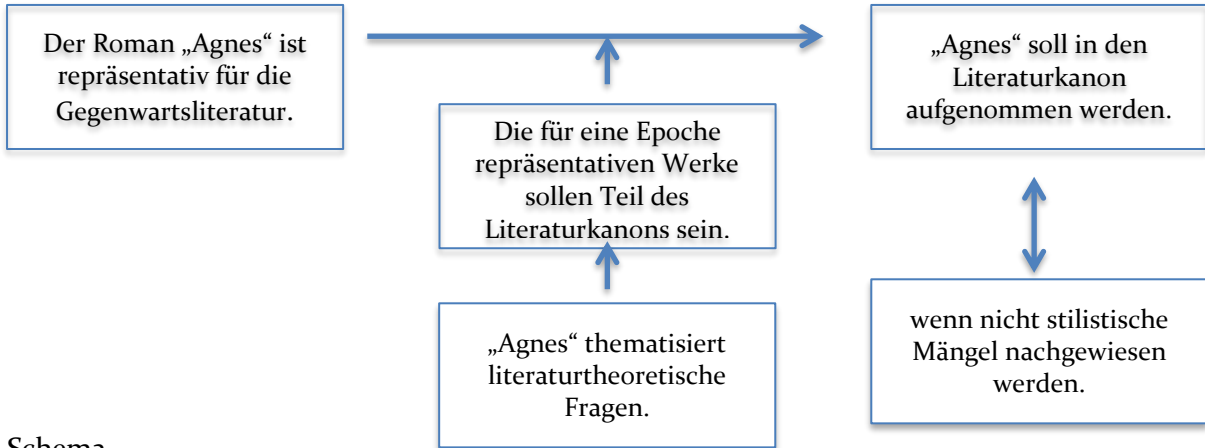 Der Roman „Agnes“ ist
repräsentativ für die
Gegenwartsliteratur.
„Agnes“ soll in den
Literaturkanon
aufgenommen werden.
Die für eine Epoche
repräsentativen Werke
sollen Teil des
Literaturkanons sein.
„Agnes“ thematisiert
literaturtheoretische
Fragen.
wenn nicht stilistische
Mängel nachgewiesen
werden.
Schema